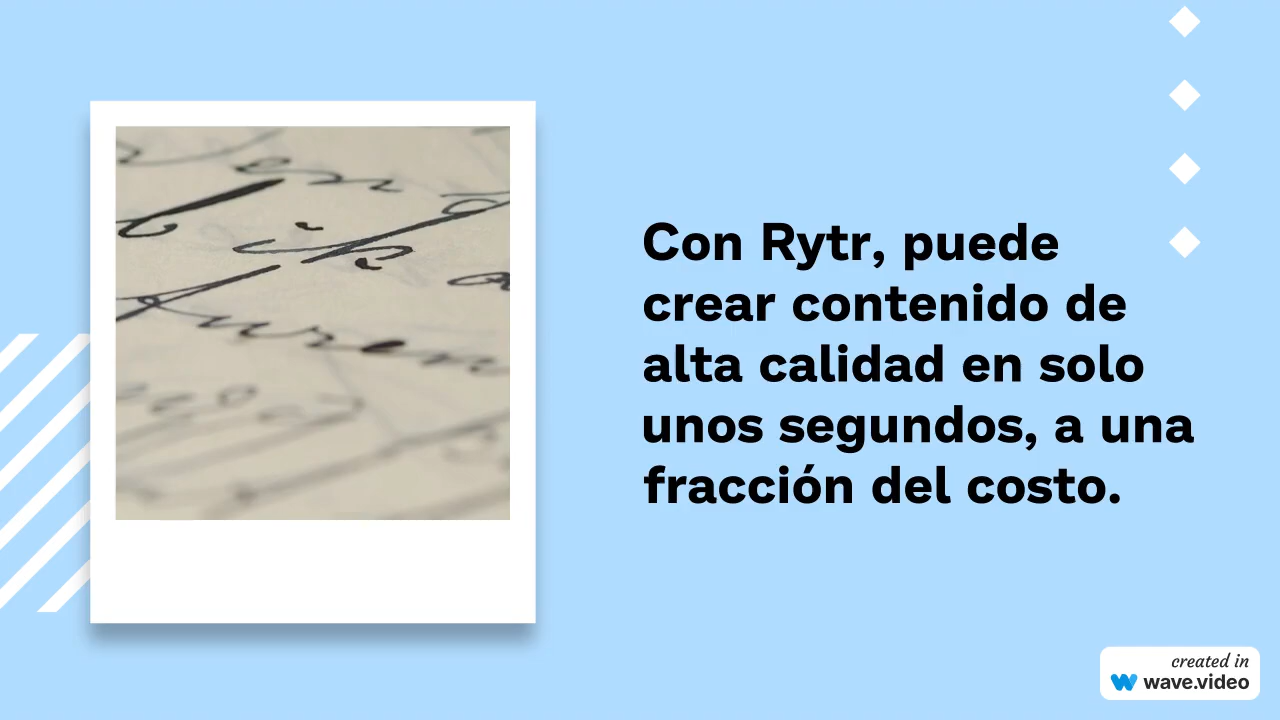 Con Rytr, puede
crear contenido de
alta calidad en solo
unos segundos, a una
fracción del costo.
created in
wave.video